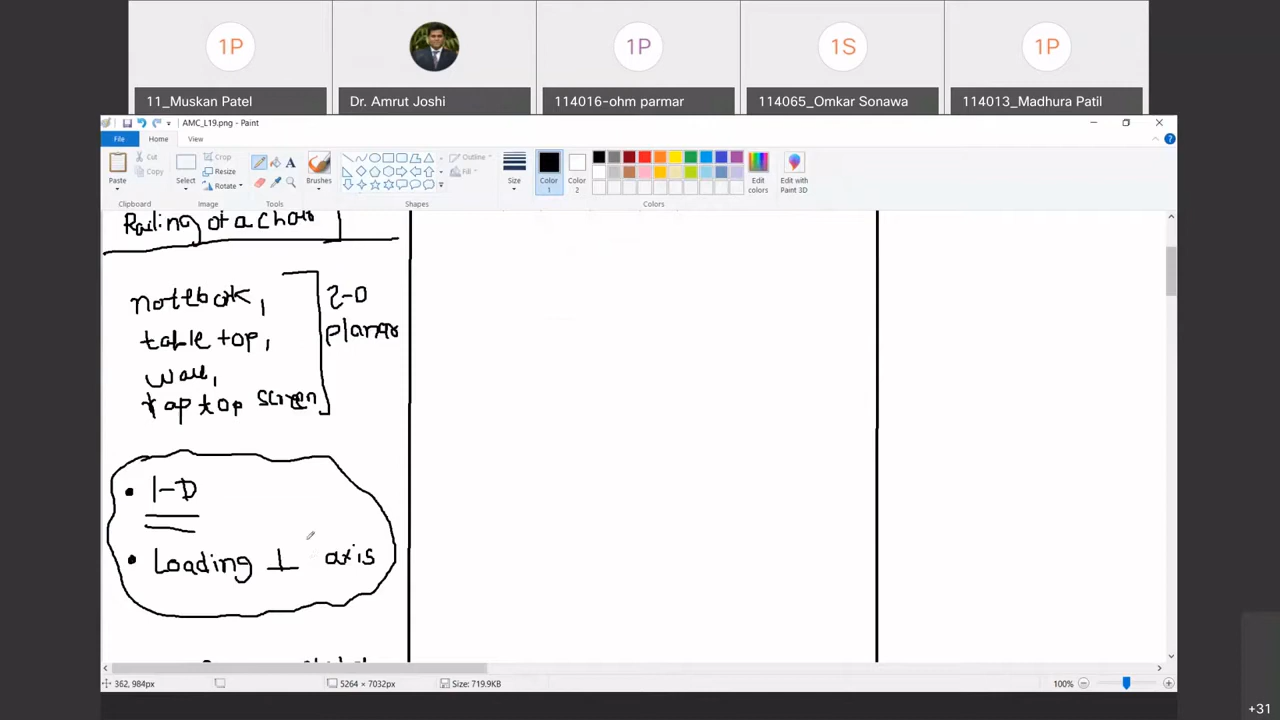 1P
1P
1S
1P
11_Muskan Patel
Dr. Amrut Joshi
114016-ohm parmar
114065_Omkar Sonawa
114013_Madhura Patil
AMC_L19.png - Paint
File
Home
View
Paste
Cut
Copy
Clipboard
Select
Crop
Resize
Rotate
Image
A
Tools
Brushes
Outline
Fill
Shapes
Size
Color
1
Color
2
Colors
Edit
colors
Edit with
Paint 3D
Railing of a
notebook,
table top,
wall,
screen
2-D
planar
• 1-D
• Loading ⊥ axis
362, 984px
5264 × 7032px
Size: 719.9KB
100%
+31